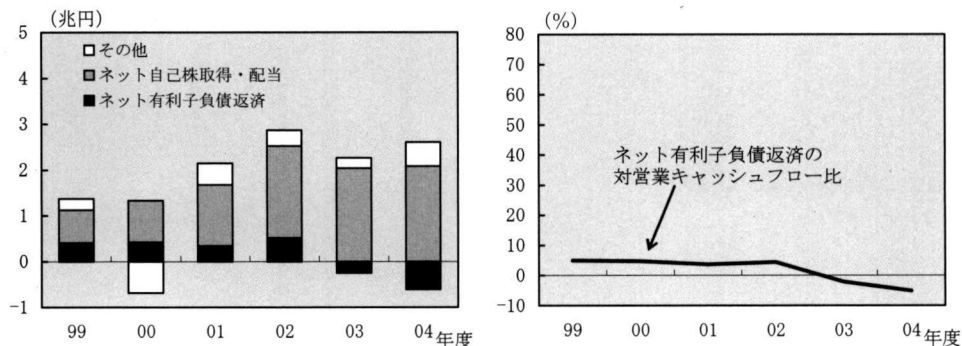 (兆円)
5
4
3
2
1
0
-1
その他
ネット自己株取得・配当
ネット有利子負債返済
99 00 01 02 03 04 年度
(%)
80
70
60
50
40
30
20
10
0
-10
ネット有利子負債返済の
対営業キャッシュフロー比
99 00 01 02 03 04 年度